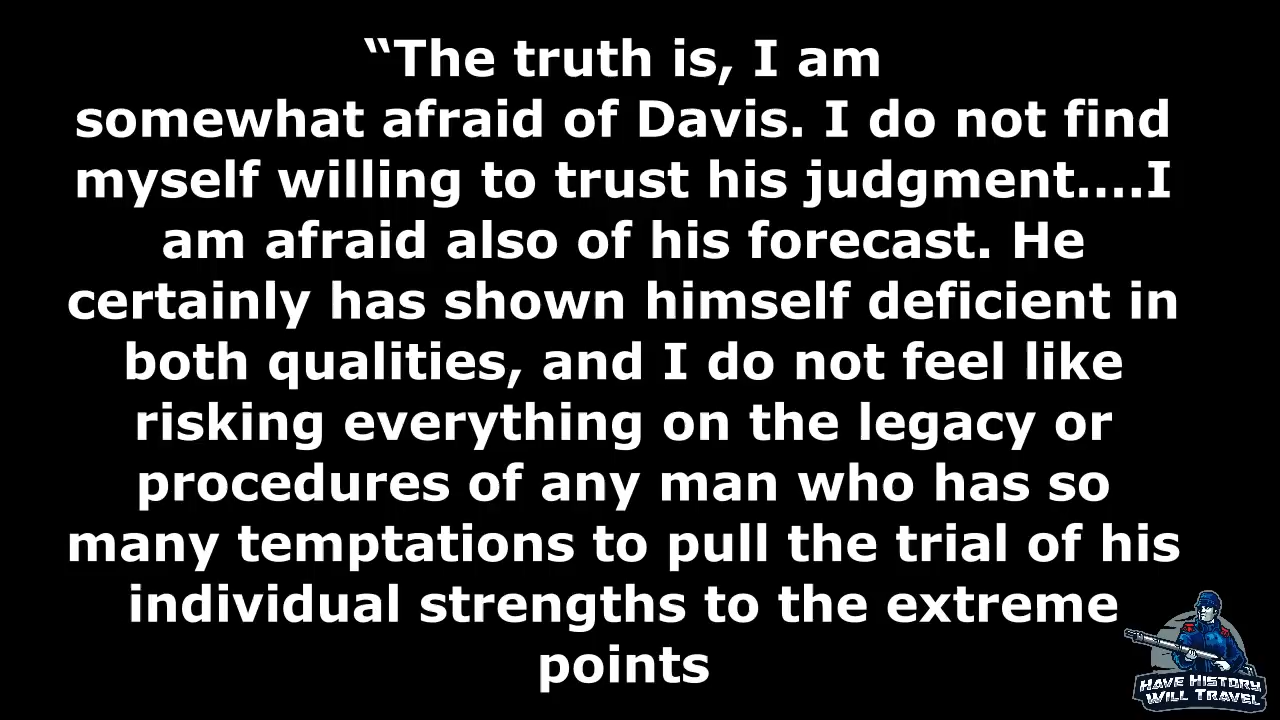 “The truth is, I am
somewhat afraid of Davis. I do not find
myself willing to trust his judgment....I
am afraid also of his forecast. He
certainly has shown himself deficient in
both qualities, and I do not feel like
risking everything on the legacy or
procedures of any man who has so
many temptations to pull the trial of his
individual strengths to the extreme
points
HAVE HISTORY
WILL TRAVEL